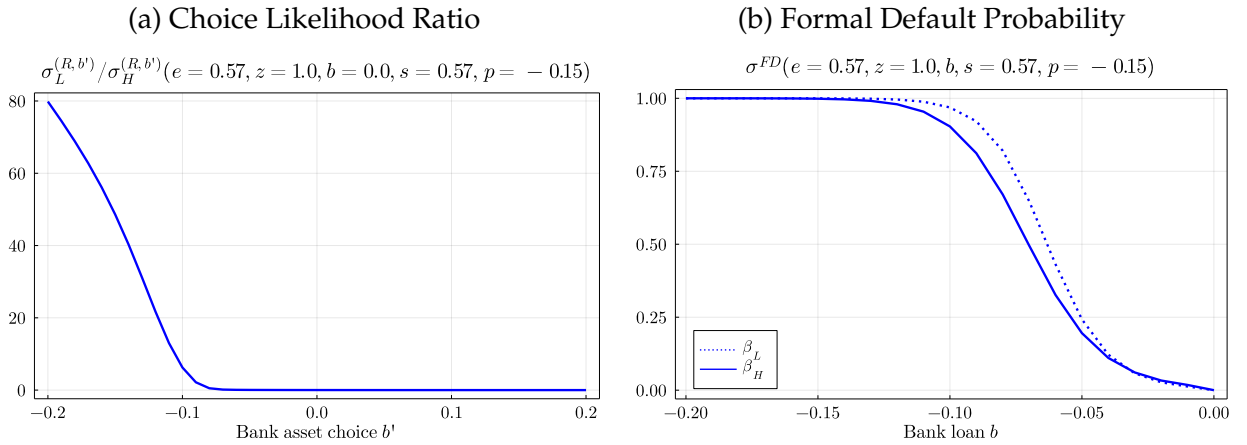 (a) Choice Likelihood Ratio
σ_L^{(R,b')}/σ_H^{(R,b')}(e = 0.57, z = 1.0, b = 0.0, s = 0.57, p = − 0.15)
80
60
40
20
0
−0.2
−0.1
0.0
0.1
0.2
Bank asset choice b'
(b) Formal Default Probability
σ^{FD}(e = 0.57, z = 1.0, b, s = 0.57, p = − 0.15)
1.00
0.75
0.50
0.25
0.00
β_L
β_H
−0.20
−0.15
−0.10
−0.05
0.00
Bank loan b